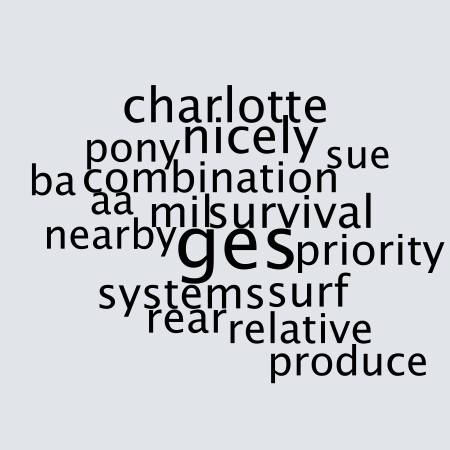 charlotte
nicely
pony
sue
combination
ba
aa
mil
survival
nearby
ges
priority
systems
surf
rear
relative
produce